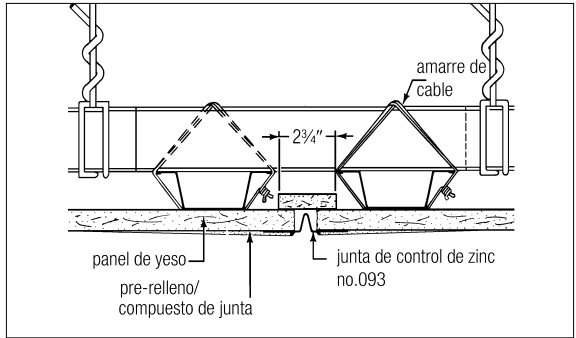 amarre de
cable
2¾"
panel de yeso
pre-relleno/
compuesto de junta
junta de control de zinc
no.093